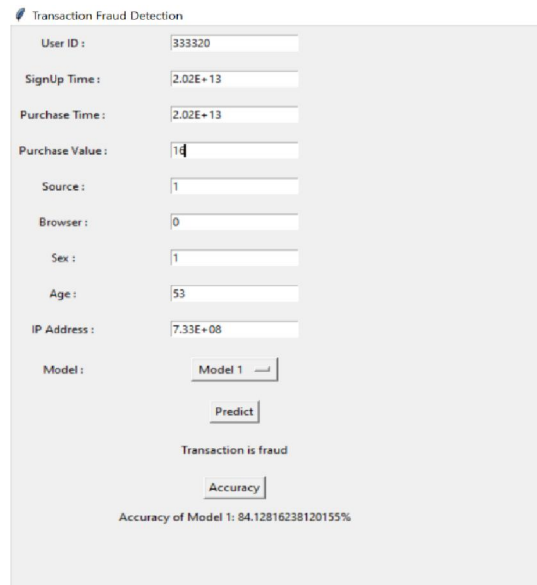 Transaction Fraud Detection
User ID : 333320
SignUp Time : 2.02E+13
Purchase Time : 2.02E+13
Purchase Value : 16
Source : 1
Browser : 0
Sex : 1
Age : 53
IP Address : 7.33E+08
Model : Model 1
Predict
Transaction is fraud
Accuracy
Accuracy of Model 1: 84.12816238120155%